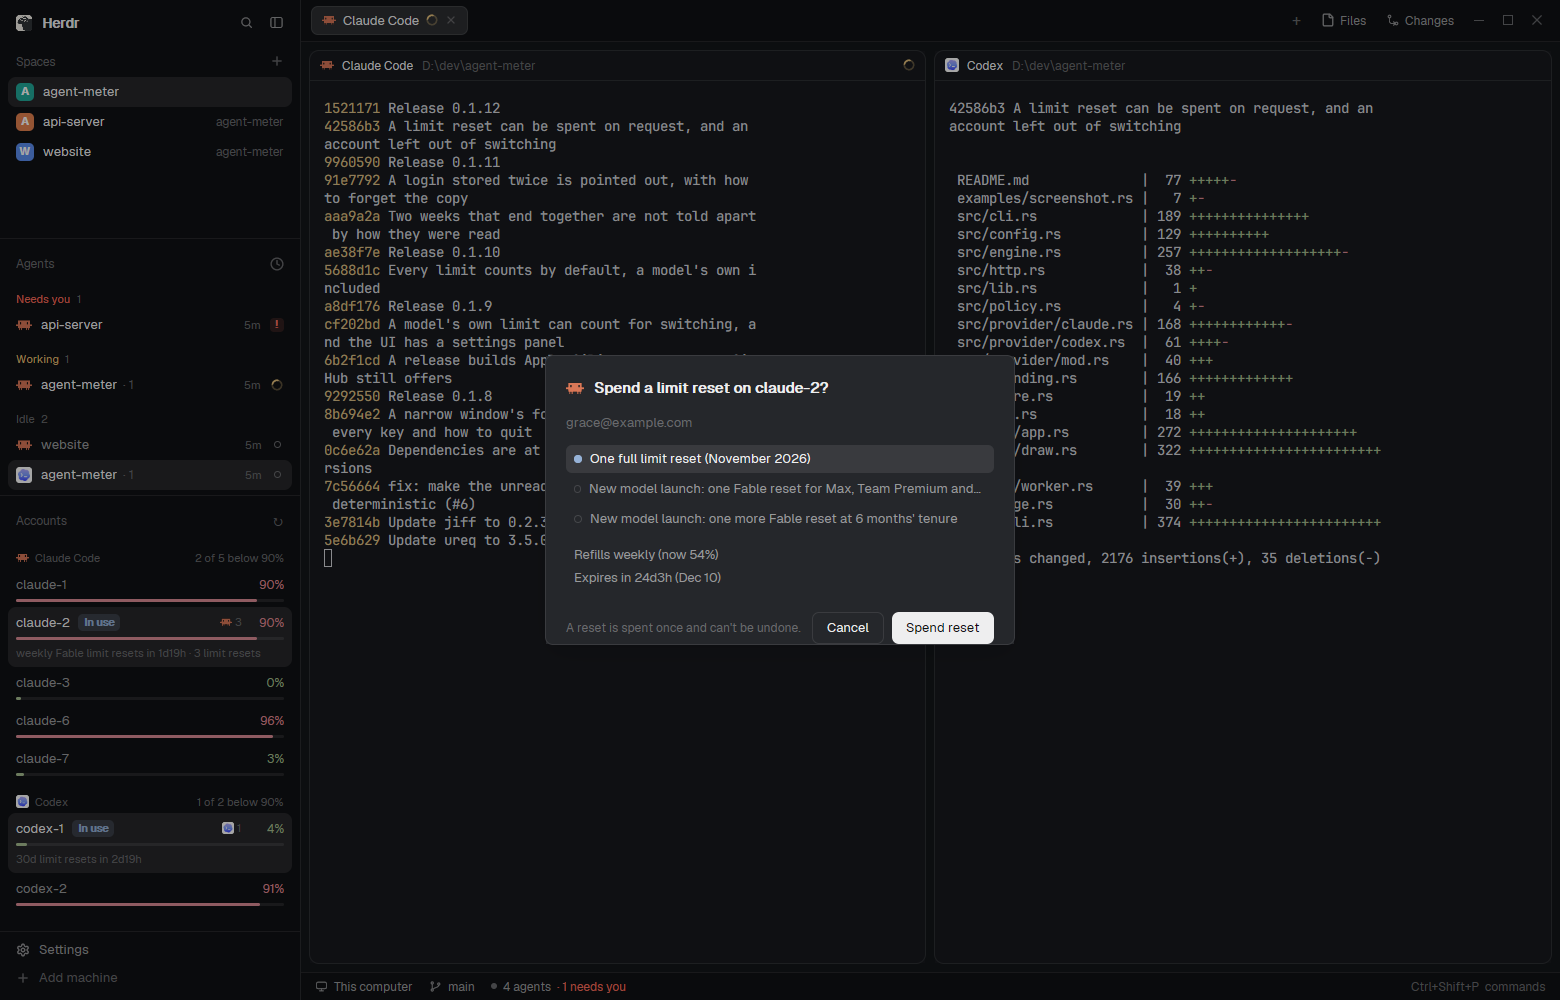 Herdr
Spaces
A agent-meter
A api-server agent-meter
W website agent-meter
Agents
Needs you 1
api-server 5m !
Working 1
agent-meter · 1 5m
Idle 2
website 5m
agent-meter · 1 5m
Accounts
Claude Code 2 of 5 below 90%
claude-1 90%
claude-2 In use 3 90%
weekly Fable limit resets in 1d19h · 3 limit resets
claude-3 0%
claude-6 96%
claude-7 3%
Codex 1 of 2 below 90%
codex-1 In use 1 4%
30d limit resets in 2d19h
codex-2 91%
Settings
Add machine
Claude Code
Files
Changes
Claude Code D:\dev\agent-meter
1521171 Release 0.1.12
42586b3 A limit reset can be spent on request, and an
account left out of switching
9960590 Release 0.1.11
91e7792 A login stored twice is pointed out, with how
to forget the copy
aaa9a2a Two weeks that end together are not told apart
by how they were read
ae38f7e Release 0.1.10
5688d1c Every limit counts by default, a model's own i
ncluded
a8df176 Release 0.1.9
cf202bd A model's own limit can count for switching, a
nd the UI has a settings panel
6b2f1cd A release builds App
Hub still offers
9292550 Release 0.1.8
8b694e2 A narrow window's fo
every key and how to quit
0c6e62a Dependencies are at
rsions
7c56664 fix: make the unread
deterministic (#6)
3e7814b Update jiff to 0.2.3
5e6b629 Update ureq to 3.5.0
Codex D:\dev\agent-meter
42586b3 A limit reset can be spent on request, and an
account left out of switching
README.md | 77 +++++-
examples/screenshot.rs | 7 +-
src/cli.rs | 189 +++++++++++++++
src/config.rs | 129 ++++++++++
src/engine.rs | 257 +++++++++++++++++++-
src/http.rs | 38 ++-
src/lib.rs | 1 +
src/policy.rs | 4 +-
src/provider/claude.rs | 168 ++++++++++++-
src/provider/codex.rs | 61 ++++-
vider/mod.rs | 40 +++
nding.rs | 166 +++++++++++++
re.rs | 19 ++
.rs | 18 ++
/app.rs | 272 +++++++++++++++++++++
/draw.rs | 322 ++++++++++++++++++++++++
/worker.rs | 39 +++
ge.rs | 30 ++-
li.rs | 374 ++++++++++++++++++++++++
s changed, 2176 insertions(+), 35 deletions(-)
Spend a limit reset on claude-2?
grace@example.com
One full limit reset (November 2026)
New model launch: one Fable reset for Max, Team Premium and...
New model launch: one more Fable reset at 6 months' tenure
Refills weekly (now 54%)
Expires in 24d3h (Dec 10)
A reset is spent once and can't be undone.
Cancel
Spend reset
This computer
main
4 agents · 1 needs you
Ctrl+Shift+P commands